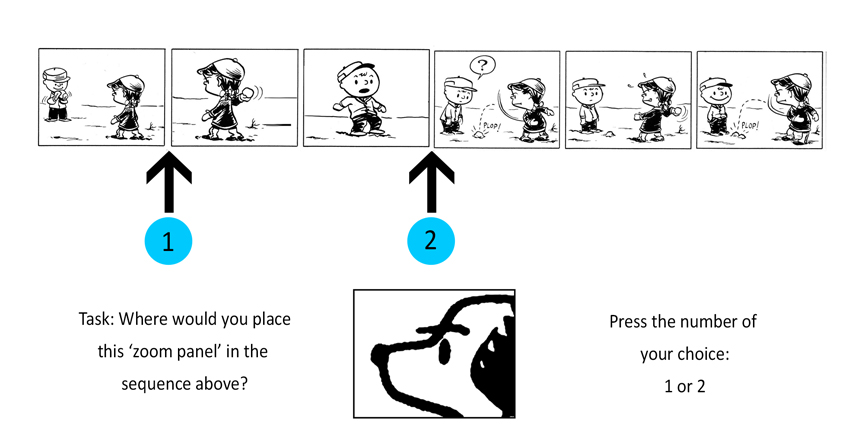 ?
PLOP!
PLOP!
1
2
Task: Where would you place
this ‘zoom panel’ in the
sequence above?
Press the number of
your choice:
1 or 2